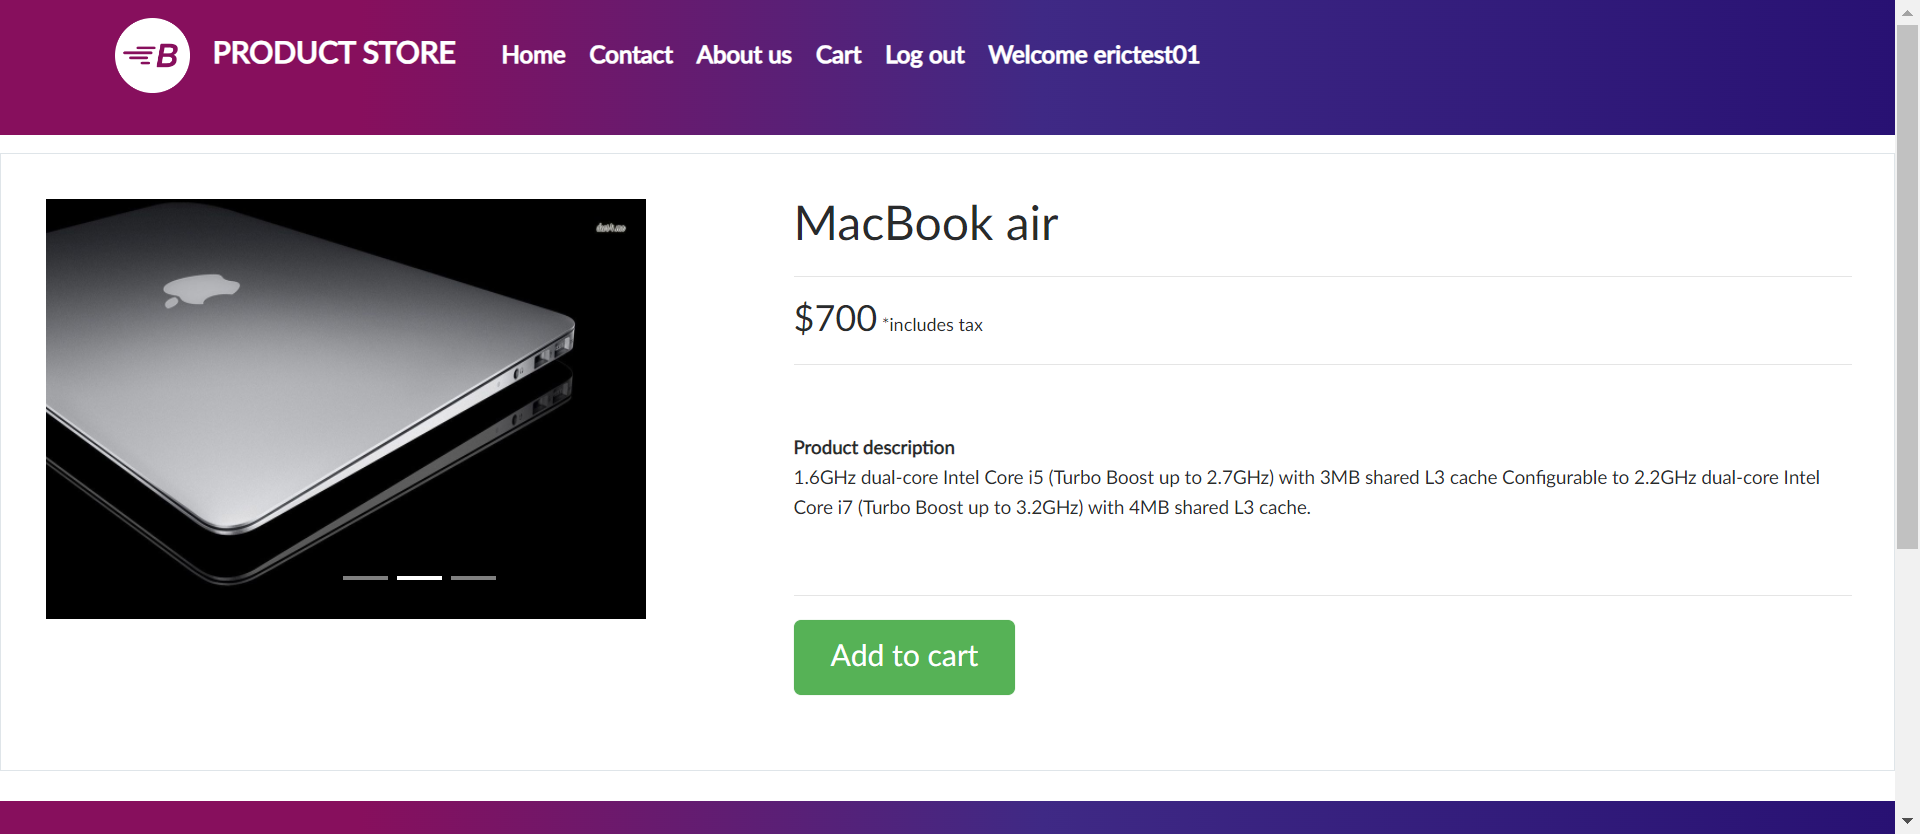 B PRODUCT STORE Home Contact About us Cart Log out Welcome erictest01
MacBook air
$700 *includes tax
Product description
1.6GHz dual-core Intel Core i5 (Turbo Boost up to 2.7GHz) with 3MB shared L3 cache Configurable to 2.2GHz dual-core Intel
Core i7 (Turbo Boost up to 3.2GHz) with 4MB shared L3 cache.
Add to cart